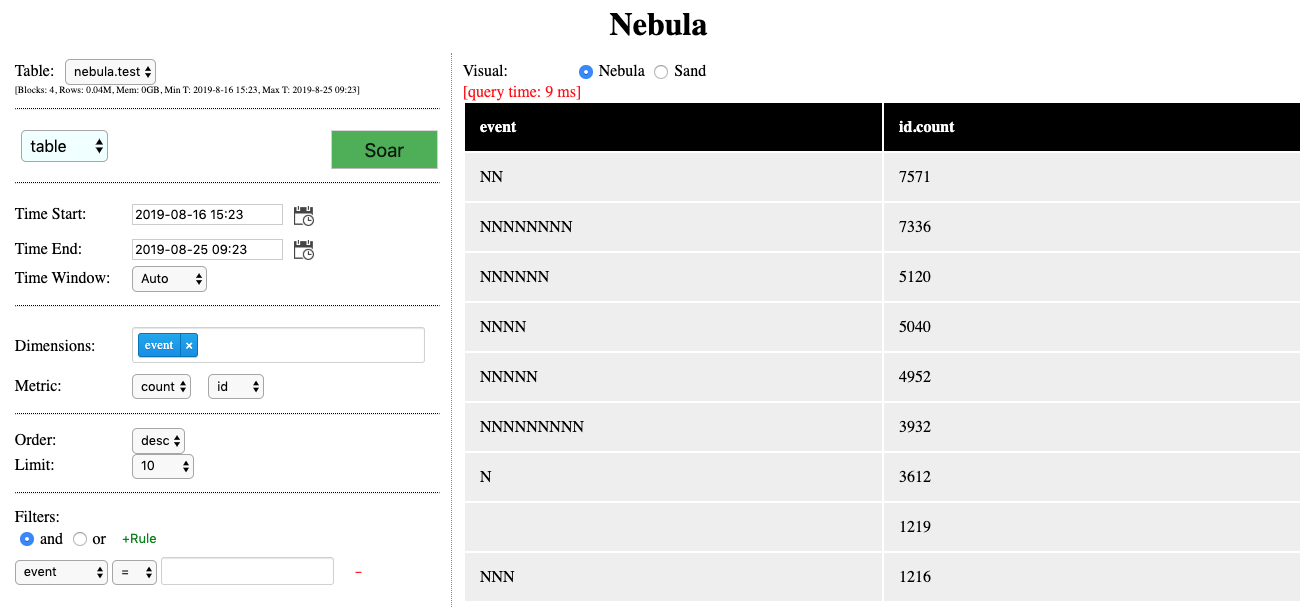 Nebula
Table: nebula.test
[Blocks: 4, Rows: 0.04M, Mem: 0GB, Min T: 2019-8-16 15:23, Max T: 2019-8-25 09:23]
table
Soar
Time Start: 2019-08-16 15:23
Time End: 2019-08-25 09:23
Time Window: Auto
Dimensions: event ×
Metric: count id
Order: desc
Limit: 10
Filters:
and or +Rule
event = −
Visual: Nebula Sand
[query time: 9 ms]
event id.count
NN 7571
NNNNNNNN 7336
NNNNNN 5120
NNNN 5040
NNNNN 4952
NNNNNNNNN 3932
N 3612
1219
NNN 1216